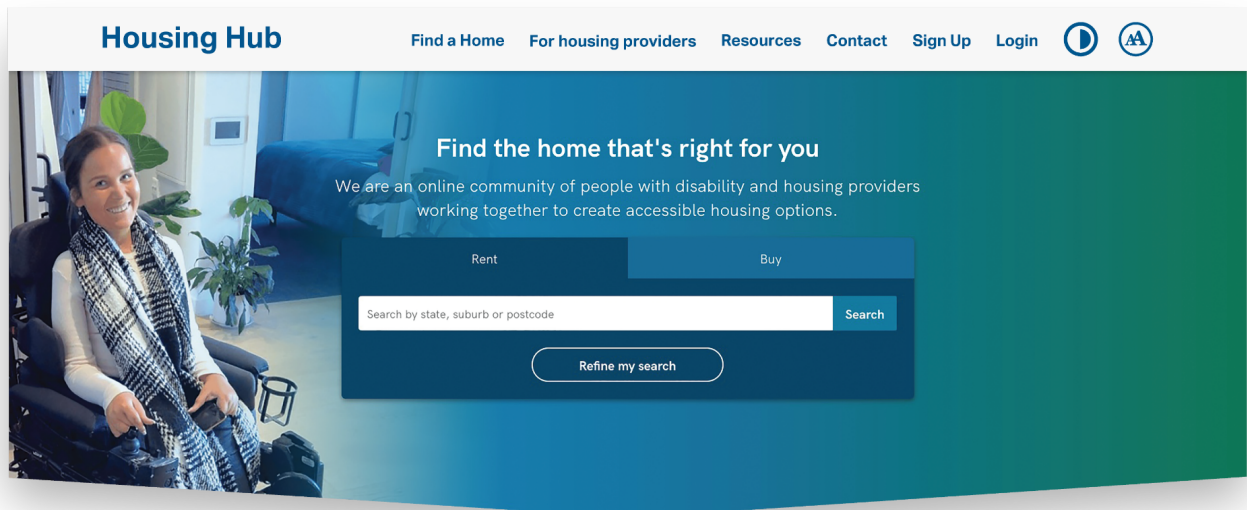 Housing Hub
Find a Home
For housing providers
Resources
Contact
Sign Up
Login
AA
Find the home that's right for you
We are an online community of people with disability and housing providers
working together to create accessible housing options.
Rent
Buy
Search by state, suburb or postcode
Search
Refine my search